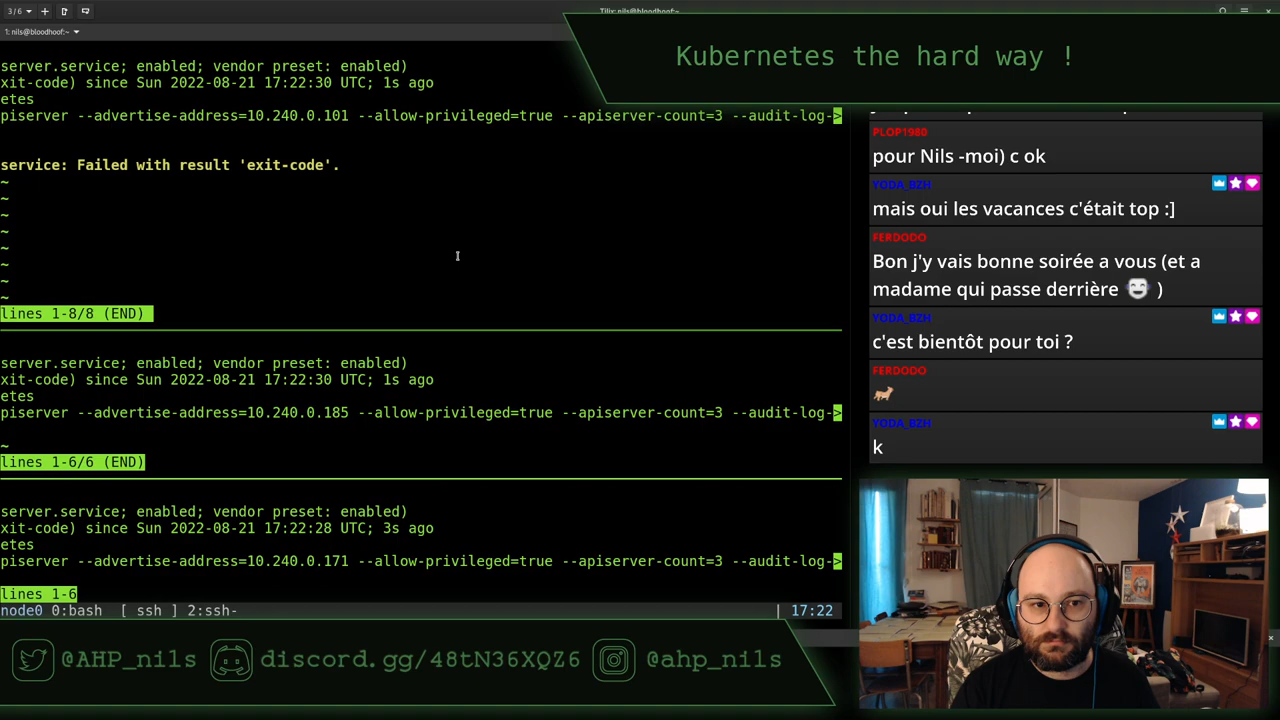 3/6
Tilix: nils@bloodhoof:~
1: nils@bloodhoof:~
Kubernetes the hard way !
server.service; enabled; vendor preset: enabled)
xit-code) since Sun 2022-08-21 17:22:30 UTC; 1s ago
etes
piserver --advertise-address=10.240.0.101 --allow-privileged=true --apiserver-count=3 --audit-log->
service: Failed with result 'exit-code'.
~
~
~
~
~
~
~
~
lines 1-8/8 (END)
server.service; enabled; vendor preset: enabled)
xit-code) since Sun 2022-08-21 17:22:30 UTC; 1s ago
etes
piserver --advertise-address=10.240.0.185 --allow-privileged=true --apiserver-count=3 --audit-log->
~
lines 1-6/6 (END)
server.service; enabled; vendor preset: enabled)
xit-code) since Sun 2022-08-21 17:22:28 UTC; 3s ago
etes
piserver --advertise-address=10.240.0.171 --allow-privileged=true --apiserver-count=3 --audit-log->
lines 1-6
node0 0:bash [ ssh ] 2:ssh- | 17:22
PLOP1980
pour Nils -moi) c ok
YODA_BZH
mais oui les vacances c'était top :]
FERDODO
Bon j'y vais bonne soirée a vous (et a
madame qui passe derrière )
YODA_BZH
c'est bientôt pour toi ?
FERDODO
YODA_BZH
k
@AHP_nils discord.gg/48tN36XQZ6 @ahp_nils